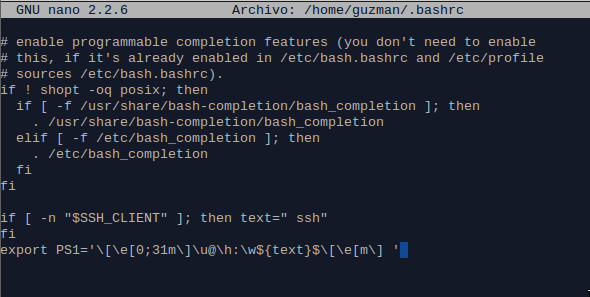 GNU nano 2.2.6 Archivo: /home/guzman/.bashrc
# enable programmable completion features (you don't need to enable
# this, if it's already enabled in /etc/bash.bashrc and /etc/profile
# sources /etc/bash.bashrc).
if ! shopt -oq posix; then
  if [ -f /usr/share/bash-completion/bash_completion ]; then
    . /usr/share/bash-completion/bash_completion
  elif [ -f /etc/bash_completion ]; then
    . /etc/bash_completion
  fi
fi
if [ -n "$SSH_CLIENT" ]; then text=" ssh"
fi
export PS1='\[\e[0;31m\]\u@\h:\w${text}$\[\e[m\] '